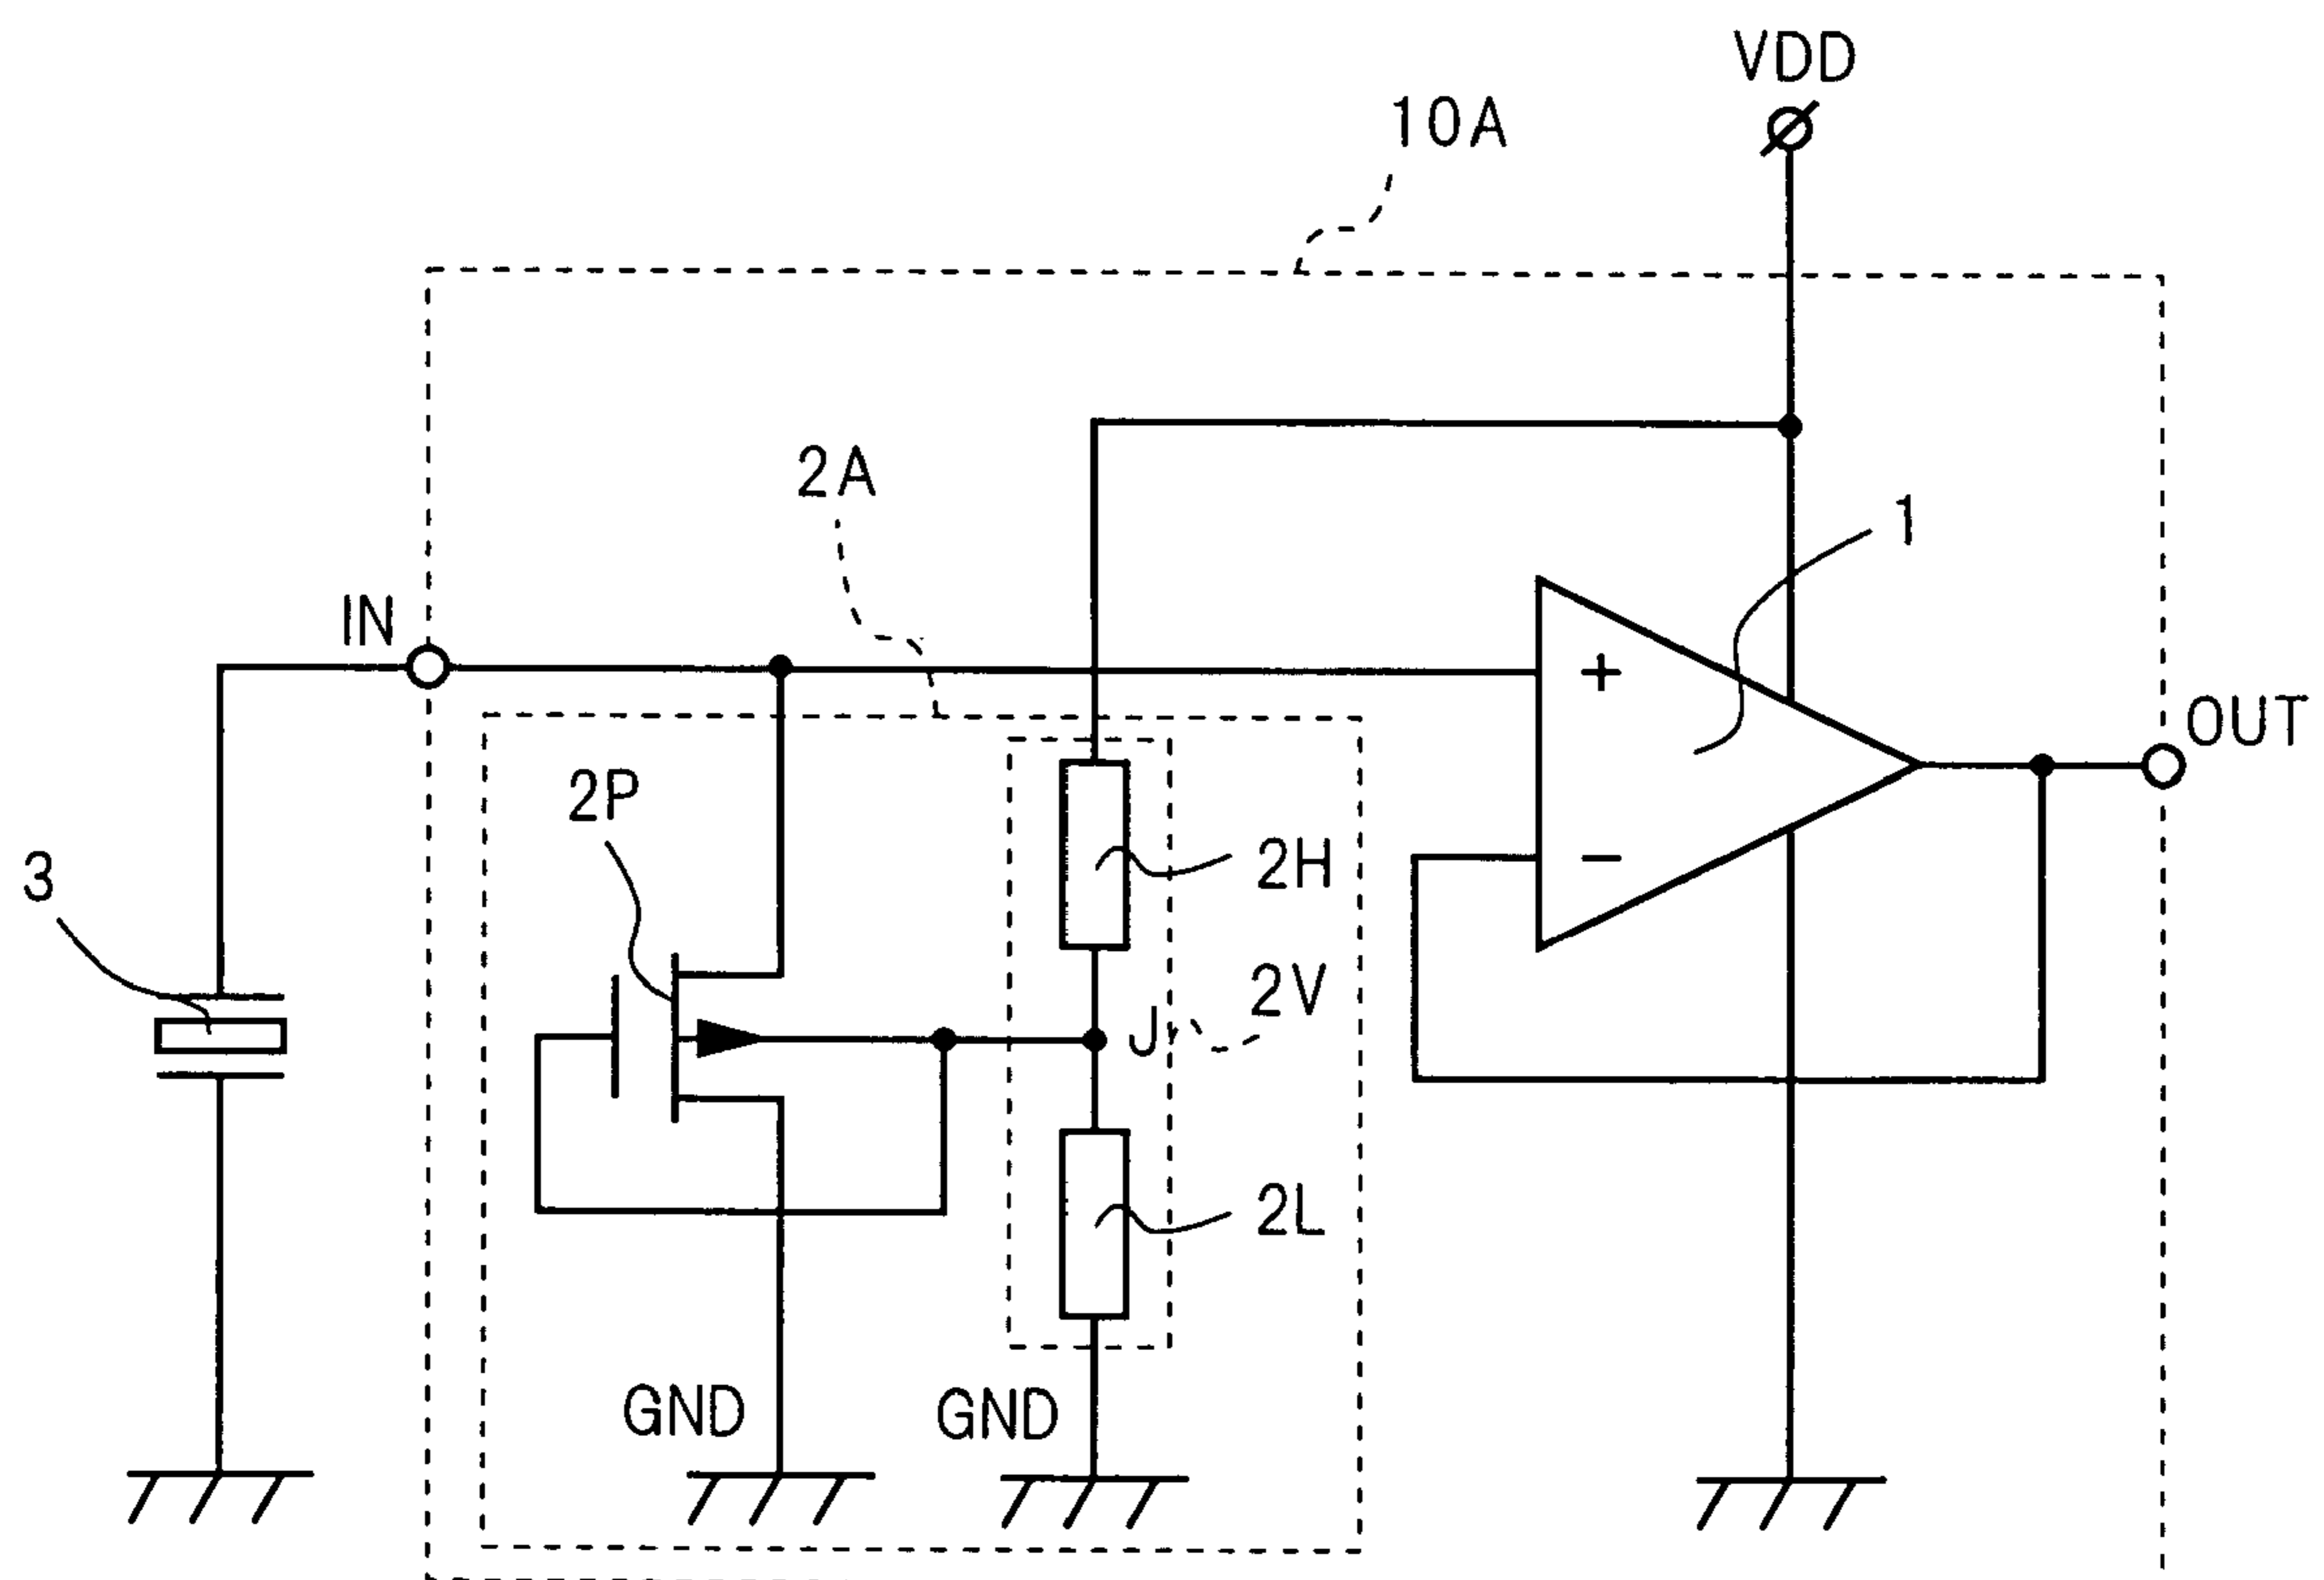 VDD
10A
2A
1
IN
+
OUT
2P
2H
3
−
2V
J
2L
GND
GND